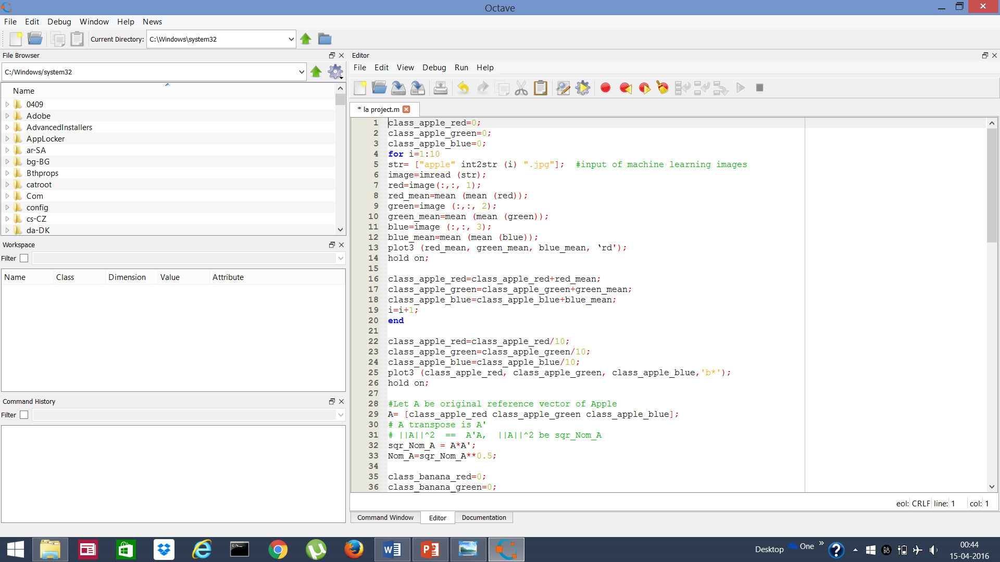 Octave
File Edit Debug Window Help News
Current Directory: C:\Windows\system32
File Browser
C:/Windows/system32
Name
0409
Adobe
AdvancedInstallers
AppLocker
ar-SA
bg-BG
Bthprops
catroot
Com
config
cs-CZ
da-DK
Workspace
Filter
Name Class Dimension Value Attribute
Command History
Filter
Editor
File Edit View Debug Run Help
* la project.m
1 class_apple_red=0;
2 class_apple_green=0;
3 class_apple_blue=0;
4 for i=1:10
5 str= ["apple" int2str (i) ".jpg"];  #input of machine learning images
6 image=imread (str);
7 red=image(:,:, 1);
8 red_mean=mean (mean (red));
9 green=image (:,:, 2);
10 green_mean=mean (mean (green));
11 blue=image (:,:, 3);
12 blue_mean=mean (mean (blue));
13 plot3 (red_mean, green_mean, blue_mean, ‛rd');
14 hold on;
15
16 class_apple_red=class_apple_red+red_mean;
17 class_apple_green=class_apple_green+green_mean;
18 class_apple_blue=class_apple_blue+blue_mean;
19 i=i+1;
20 end
21
22 class_apple_red=class_apple_red/10;
23 class_apple_green=class_apple_green/10;
24 class_apple_blue=class_apple_blue/10;
25 plot3 (class_apple_red, class_apple_green, class_apple_blue,'b*');
26 hold on;
27
28 #Let A be original reference vector of Apple
29 A= [class_apple_red class_apple_green class_apple_blue];
30 # A transpose is A'
31 # ||A||^2  ==  A'A,  ||A||^2 be sqr_Nom_A
32 sqr_Nom_A = A*A';
33 Nom_A=sqr_Nom_A**0.5;
34
35 class_banana_red=0;
36 class_banana_green=0;
eol: CRLF line: 1 col: 1
Command Window Editor Documentation
Desktop One » 00:44
15-04-2016